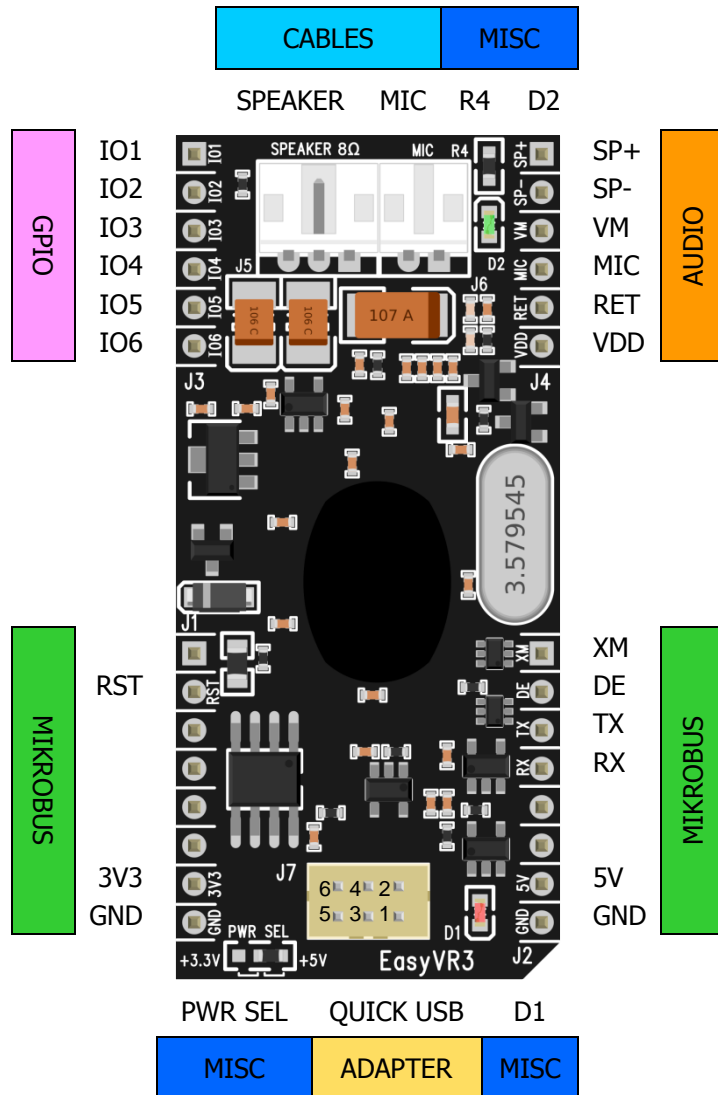 CABLES MISC
SPEAKER MIC R4 D2
GPIO
IO1
IO2
IO3
IO4
IO5
IO6
SPEAKER 8Ω MIC R4
IO1
IO2
IO3
IO4
IO5
IO6
J5
J3
106 C
106 C
107 A
D2
J6
SP+
SP-
VM
MIC
RET
VDD
J4
SP+
SP-
VM
MIC
RET
VDD
AUDIO
3.579545
J1
MIKROBUS
RST
3V3
GND
RST
3V3
GND
XM
DE
TX
RX
5V
GND
XM
DE
TX
RX
5V
GND
MIKROBUS
J7
6 4 2
5 3 1
D1
PWR SEL
+3.3V +5V
EasyVR3
J2
PWR SEL QUICK USB D1
MISC ADAPTER MISC